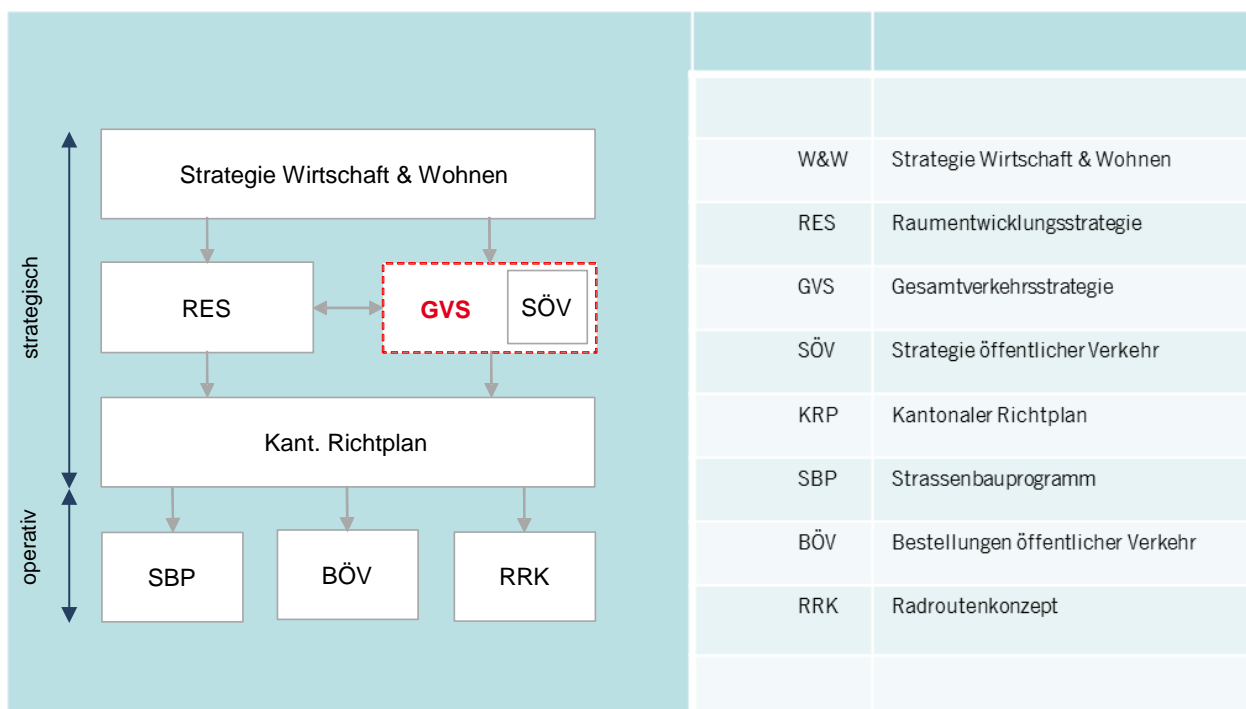 strategisch
operativ
Strategie Wirtschaft & Wohnen
RES
GVS
SÖV
Kant. Richtplan
SBP
BÖV
RRK
W&W Strategie Wirtschaft & Wohnen
RES Raumentwicklungsstrategie
GVS Gesamtverkehrsstrategie
SÖV Strategie öffentlicher Verkehr
KRP Kantonaler Richtplan
SBP Strassenbauprogramm
BÖV Bestellungen öffentlicher Verkehr
RRK Radroutenkonzept